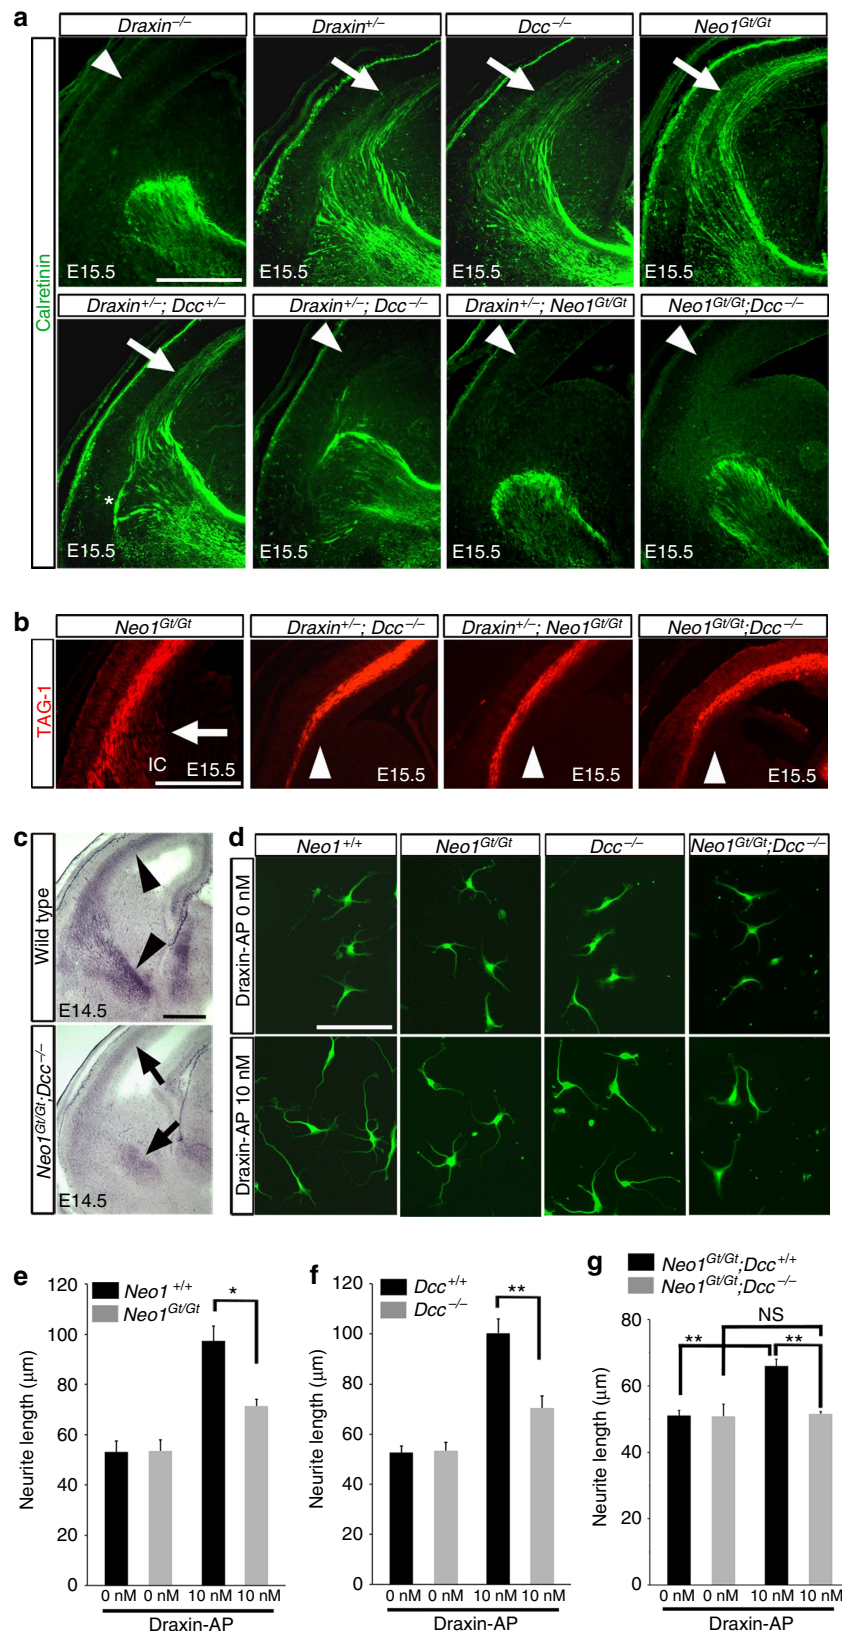 a
Draxin–/–
Draxin+/–
Dcc–/–
Neo1Gt/Gt
Calretinin
E15.5
E15.5
E15.5
E15.5
Draxin+/–; Dcc+/–
Draxin+/–; Dcc–/–
Draxin+/–; Neo1Gt/Gt
Neo1Gt/Gt;Dcc–/–
*
E15.5
E15.5
E15.5
E15.5
b
Neo1Gt/Gt
Draxin+/–; Dcc–/–
Draxin+/–; Neo1Gt/Gt
Neo1Gt/Gt;Dcc–/–
TAG-1
IC
E15.5
E15.5
E15.5
E15.5
c
Wild type
E14.5
Neo1Gt/Gt;Dcc–/–
E14.5
d
Neo1+/+
Neo1Gt/Gt
Dcc–/–
Neo1Gt/Gt;Dcc–/–
Draxin-AP 0 nM
Draxin-AP 10 nM
e
Neo1 +/+
Neo1Gt/Gt
*
Neurite length (μm)
120
100
80
60
40
20
0
0 nM 0 nM 10 nM 10 nM
Draxin-AP
f
Dcc+/+
Dcc–/–
**
Neurite length (μm)
120
100
80
60
40
20
0
0 nM 0 nM 10 nM 10 nM
Draxin-AP
g
Neo1Gt/Gt;Dcc+/+
Neo1Gt/Gt;Dcc–/–
NS
**
**
Neurite length (μm)
80
60
40
20
0
0 nM 0 nM 10 nM 10 nM
Draxin-AP